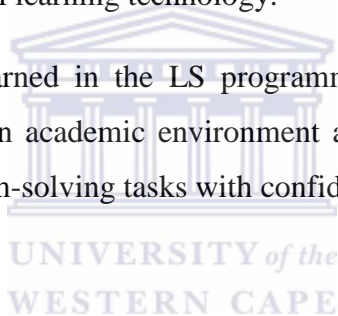 learning technology.
arned in the LS programm
n academic environment a
n-solving tasks with confid
UNIVERSITY of the
WESTERN CAPE